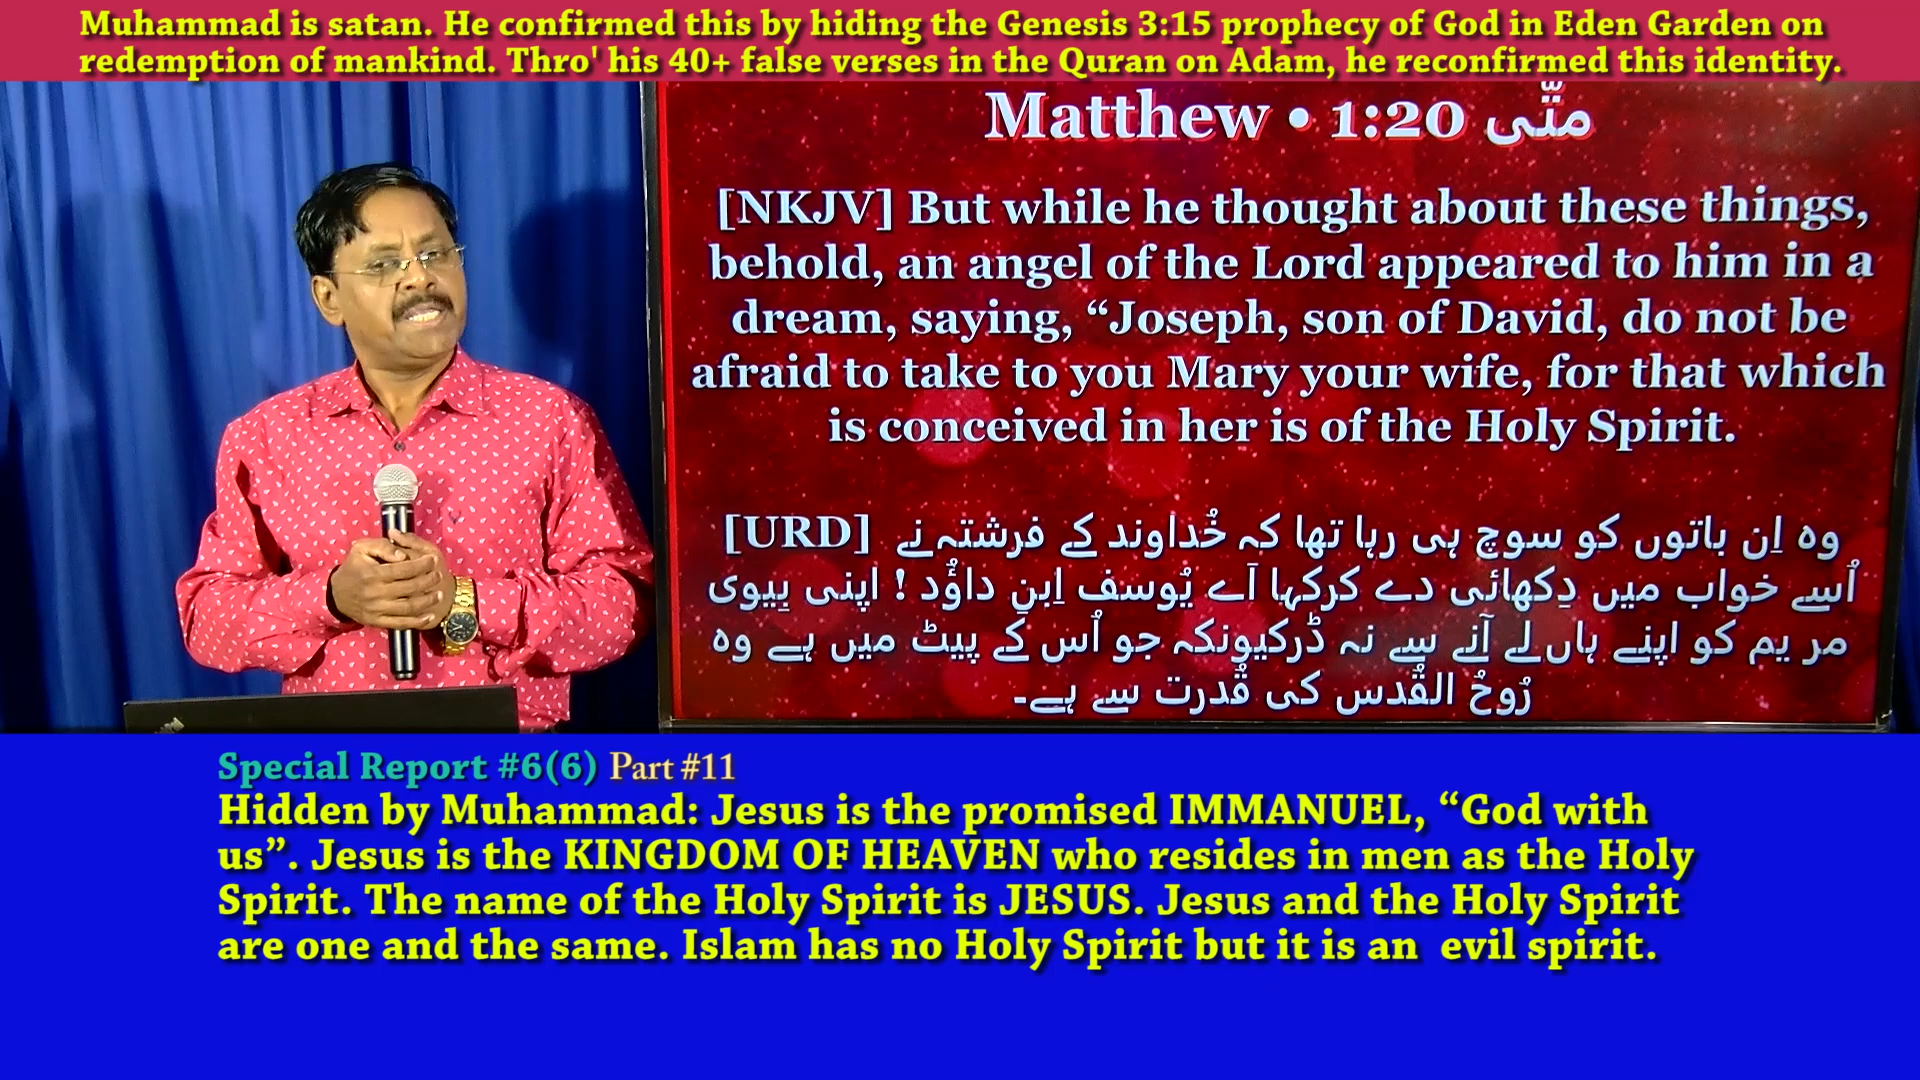 Muhammad is satan. He confirmed this by hiding the Genesis 3:15 prophecy of God in Eden Garden on
redemption of mankind. Thro' his 40+ false verses in the Quran on Adam, he reconfirmed this identity.
Matthew • 1:20 متّی
[NKJV] But while he thought about these things,
behold, an angel of the Lord appeared to him in a
dream, saying, “Joseph, son of David, do not be
afraid to take to you Mary your wife, for that which
is conceived in her is of the Holy Spirit.
[URD] وہ اِن باتوں کو سوچ ہی رہا تھا کہ خُداوند کے فرشتہ نے
اُسے خواب میں دِکھائی دے کرکہا اَے یُوسف اِبنِ داؤُد ! اپنی بِیوی
مر یم کو اپنے ہاں لے آنے سے نہ ڈرکیونکہ جو اُس کے پیٹ میں ہے وہ
رُوحُ القُدس کی قُدرت سے ہے۔
Special Report #6(6) Part #11
Hidden by Muhammad: Jesus is the promised IMMANUEL, “God with
us”. Jesus is the KINGDOM OF HEAVEN who resides in men as the Holy
Spirit. The name of the Holy Spirit is JESUS. Jesus and the Holy Spirit
are one and the same. Islam has no Holy Spirit but it is an evil spirit.